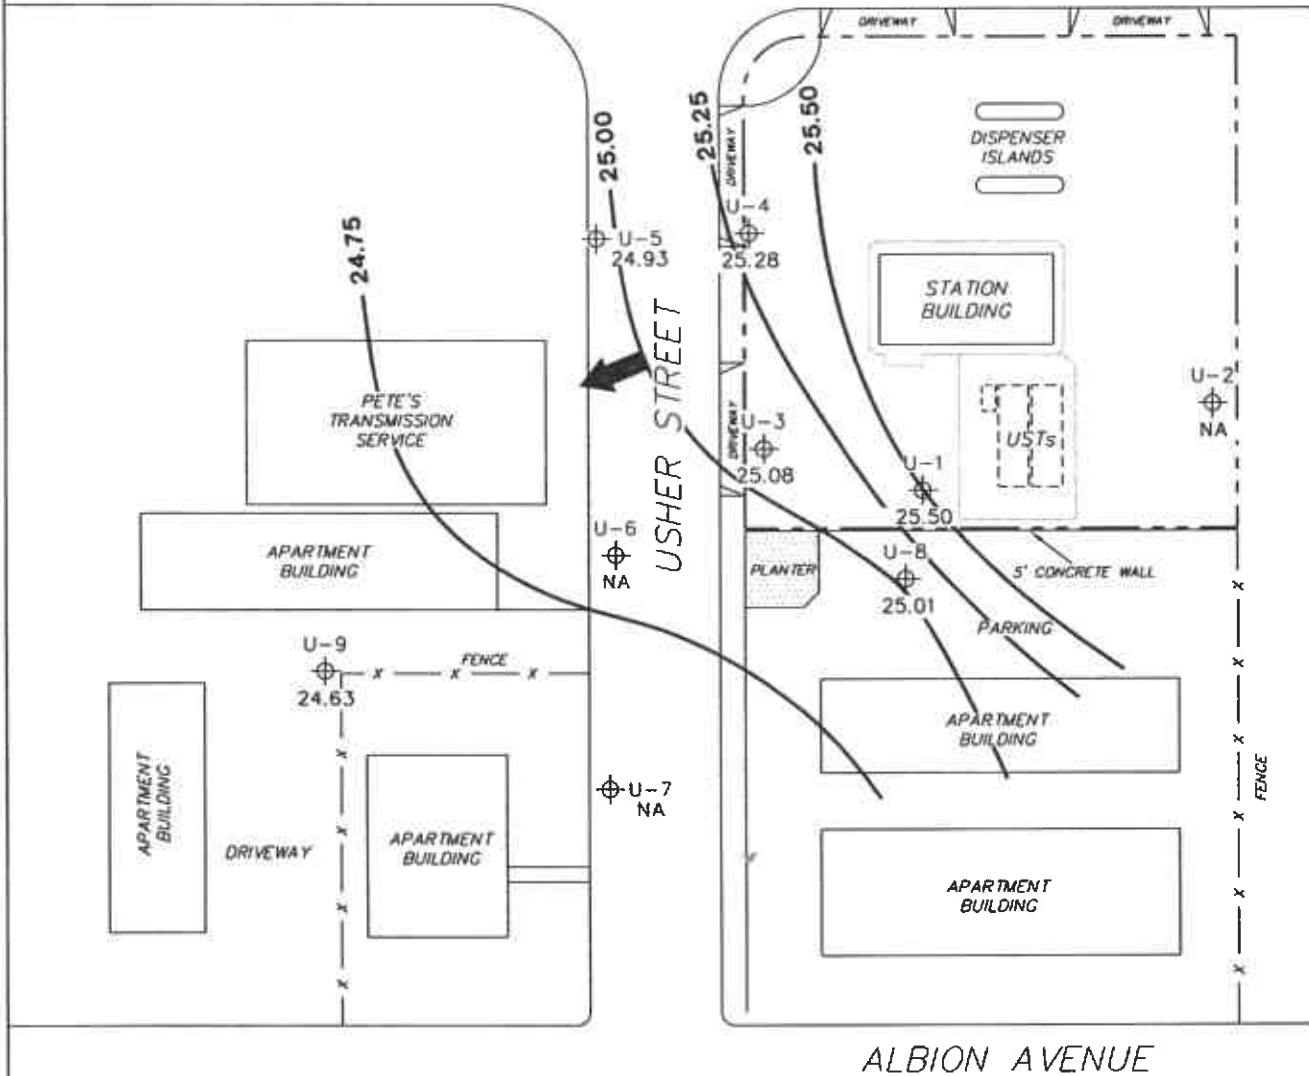 DRIVEWAY
DRIVEWAY
25.00
25.25
25.50
DRIVEWAY
DISPENSER
ISLANDS
24.75
U-4
25.28
U-5
24.93
STATION
BUILDING
USHER STREET
PETE'S
TRANSMISSION
SERVICE
DRIVEWAY
U-3
25.08
U-2
NA
USTs
U-1
25.50
APARTMENT
BUILDING
U-6
NA
PLANTER
U-8
25.01
5' CONCRETE WALL
PARKING
U-9
24.63
X
FENCE
X
X
X
X
X
X
X
APARTMENT
BUILDING
DRIVEWAY
APARTMENT
BUILDING
U-7
NA
APARTMENT
BUILDING
APARTMENT
BUILDING
X
X
X
X
X
X
FENCE
ALBION AVENUE